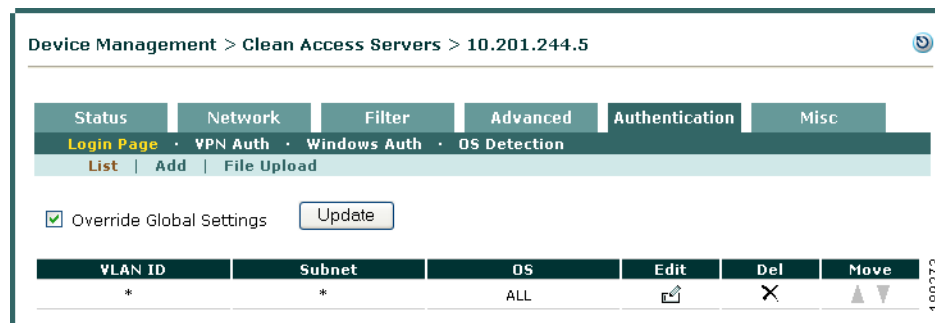 Device Management > Clean Access Servers > 10.201.244.5
Status Network Filter Advanced Authentication Misc
Login Page · VPN Auth · Windows Auth · OS Detection
List | Add | File Upload
Override Global Settings Update
VLAN ID Subnet OS Edit Del Move
* * ALL